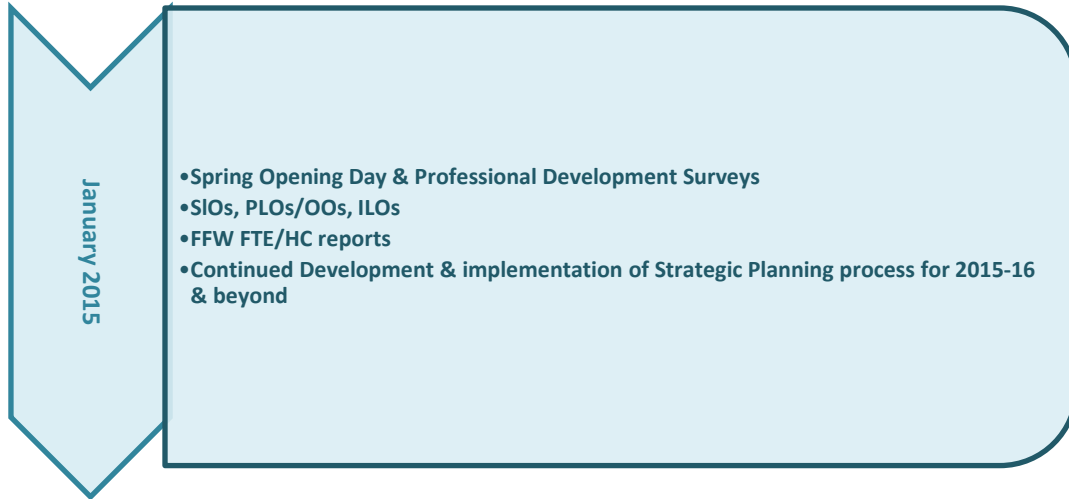 January 2015
•Spring Opening Day & Professional Development Surveys
•SlOs, PLOs/OOs, ILOs
•FFW FTE/HC reports
•Continued Development & implementation of Strategic Planning process for 2015-16
& beyond